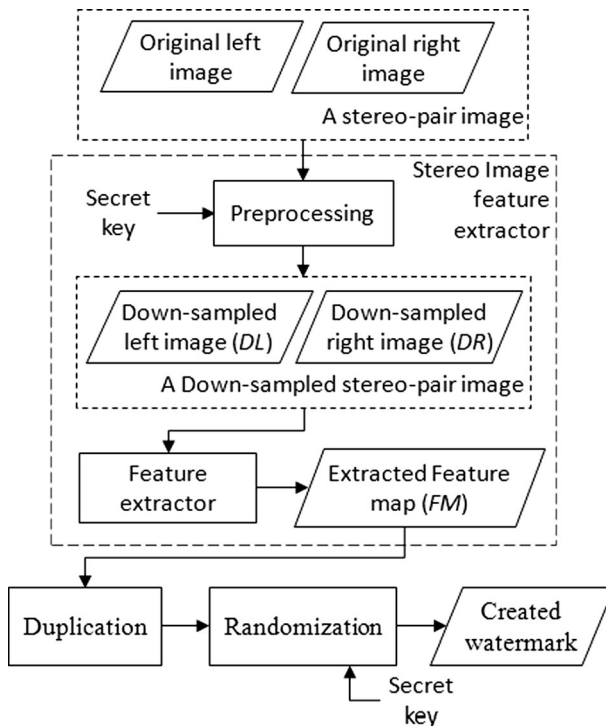 Original left
image
Original right
image
A stereo-pair image
Stereo Image
feature
extractor
Secret
key
Preprocessing
Down-sampled
left image (DL)
Down-sampled
right image (DR)
A Down-sampled stereo-pair image
Feature
extractor
Extracted Feature
map (FM)
Duplication
Randomization
Created
watermark
Secret
key